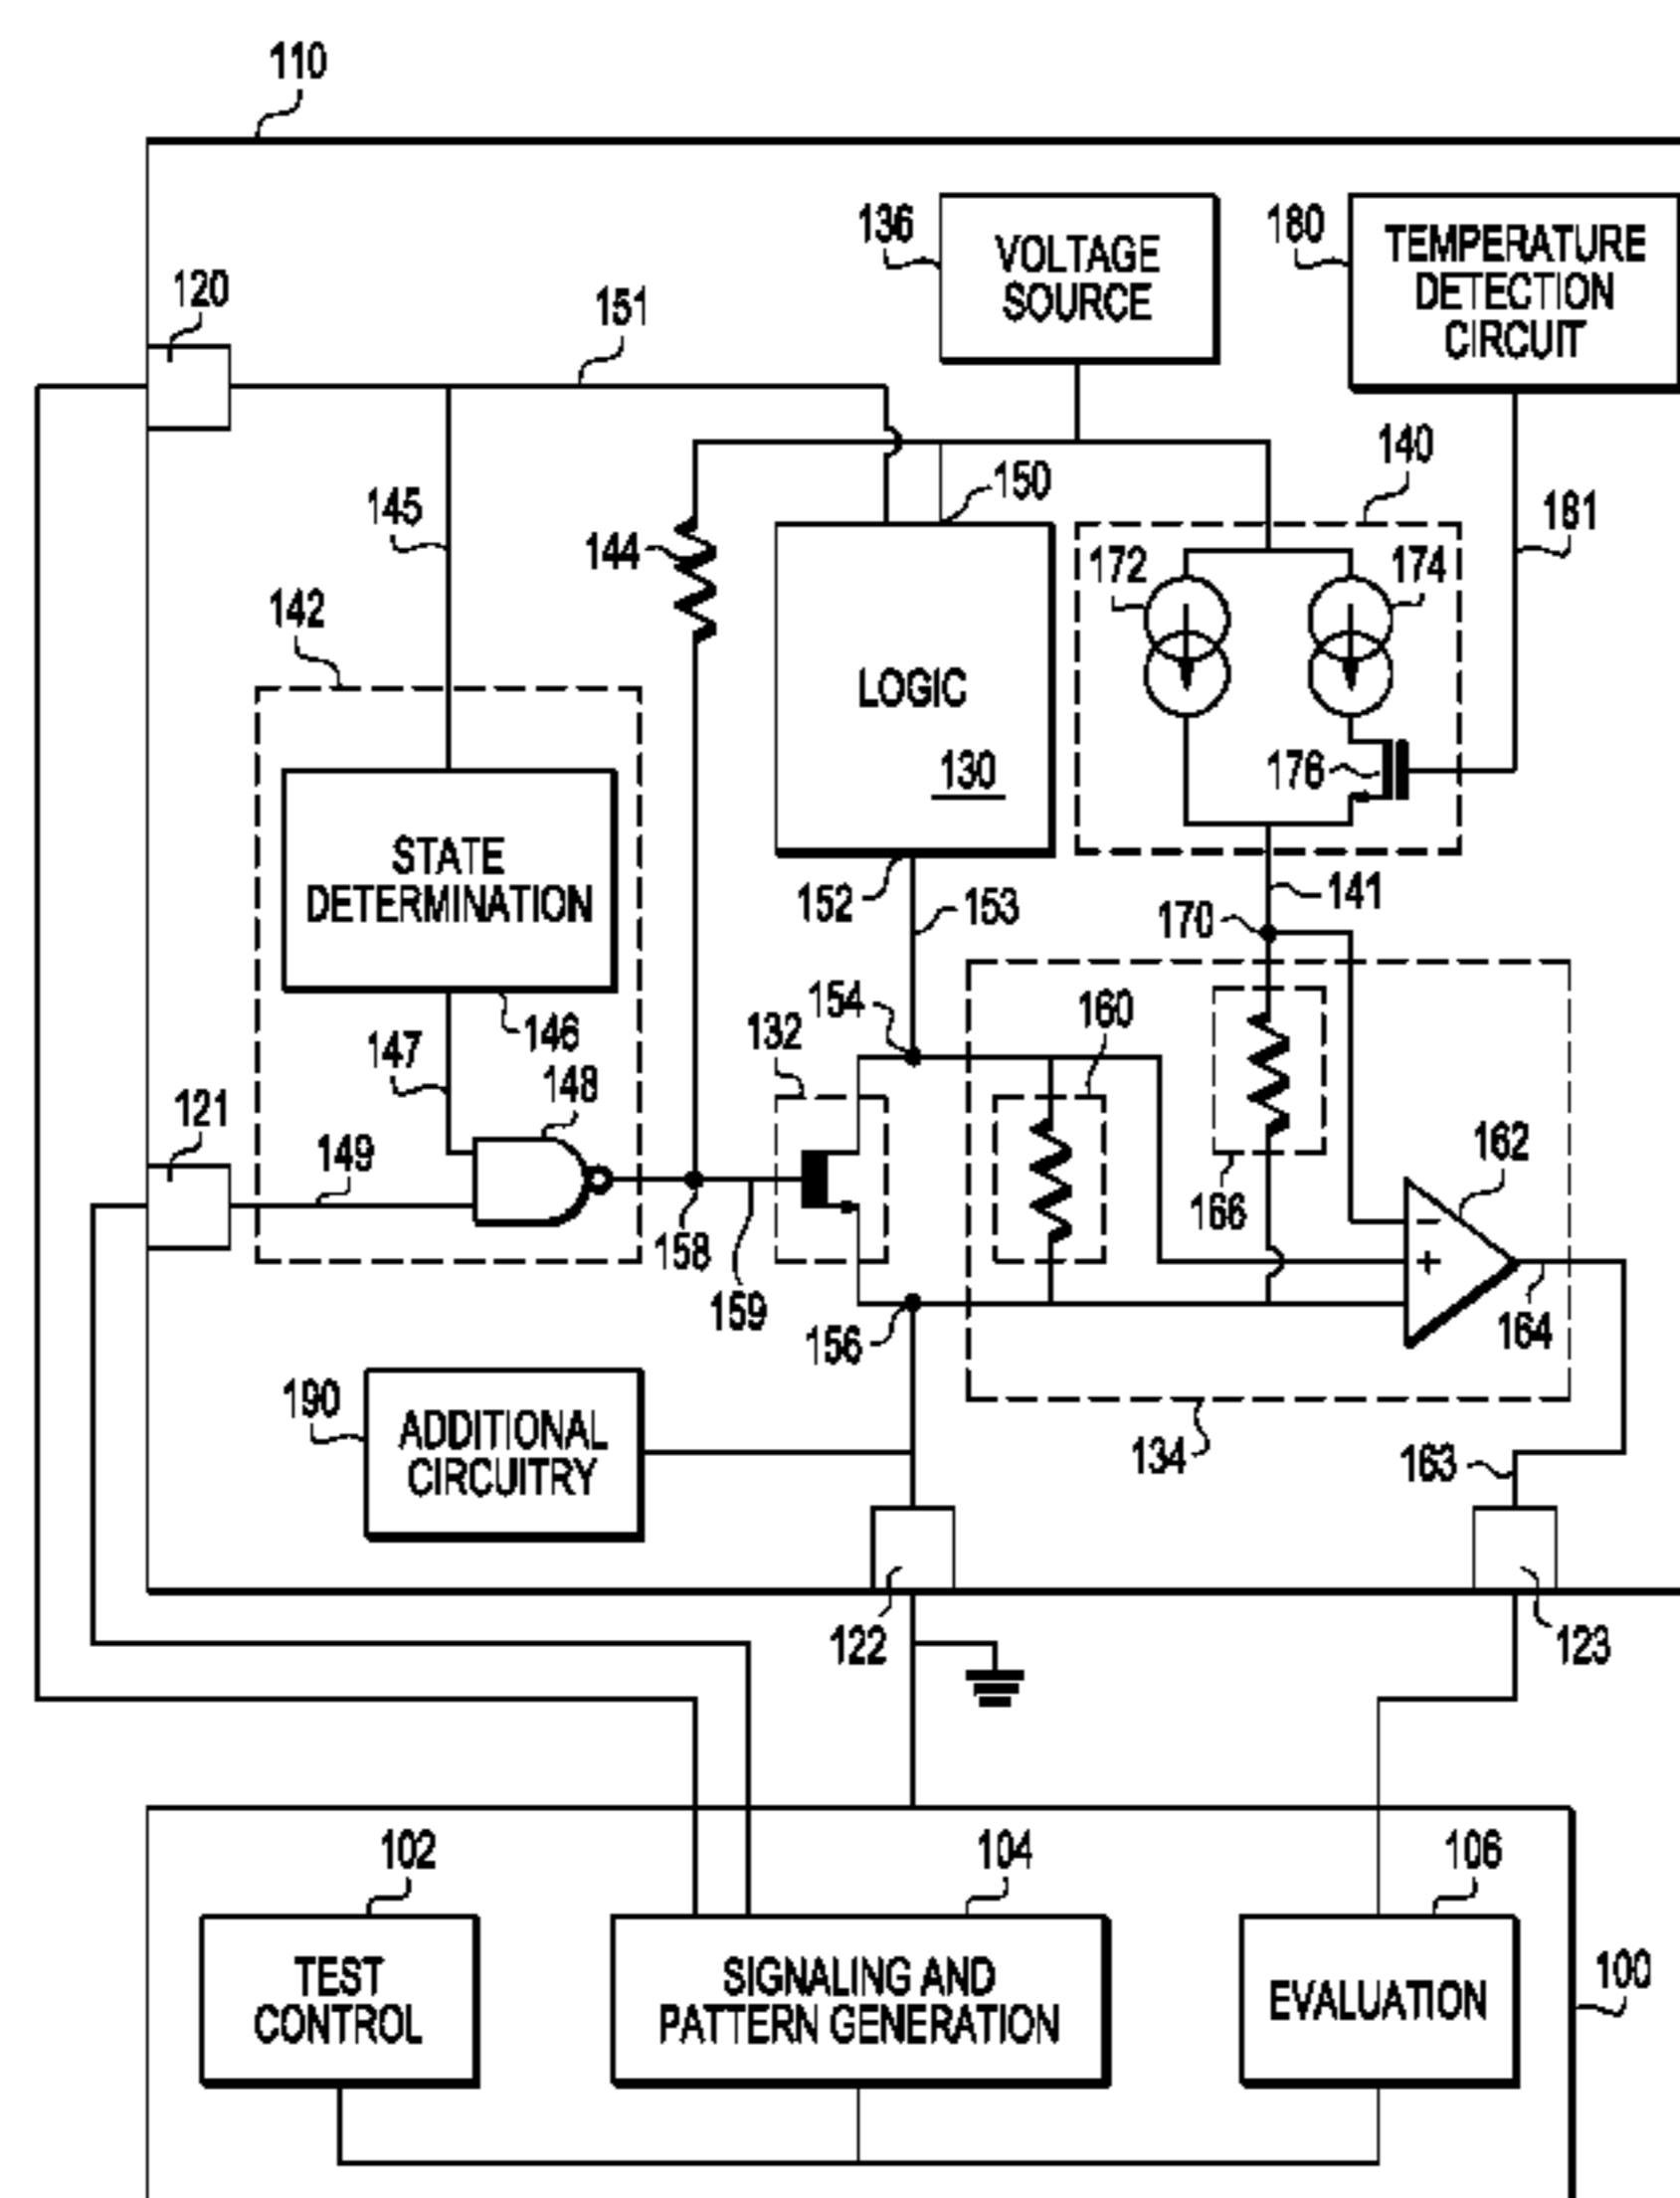 110
136
VOLTAGE
SOURCE
180
TEMPERATURE
DETECTION
CIRCUIT
120
151
140
150
181
145
144
172
174
142
LOGIC
130
176
STATE
DETERMINATION
152
153
141
170
154
160
132
146
147
148
121
149
162
166
158
159
156
164
190
ADDITIONAL
CIRCUITRY
134
163
122
123
102
104
106
TEST
CONTROL
SIGNALING AND
PATTERN GENERATION
EVALUATION
100